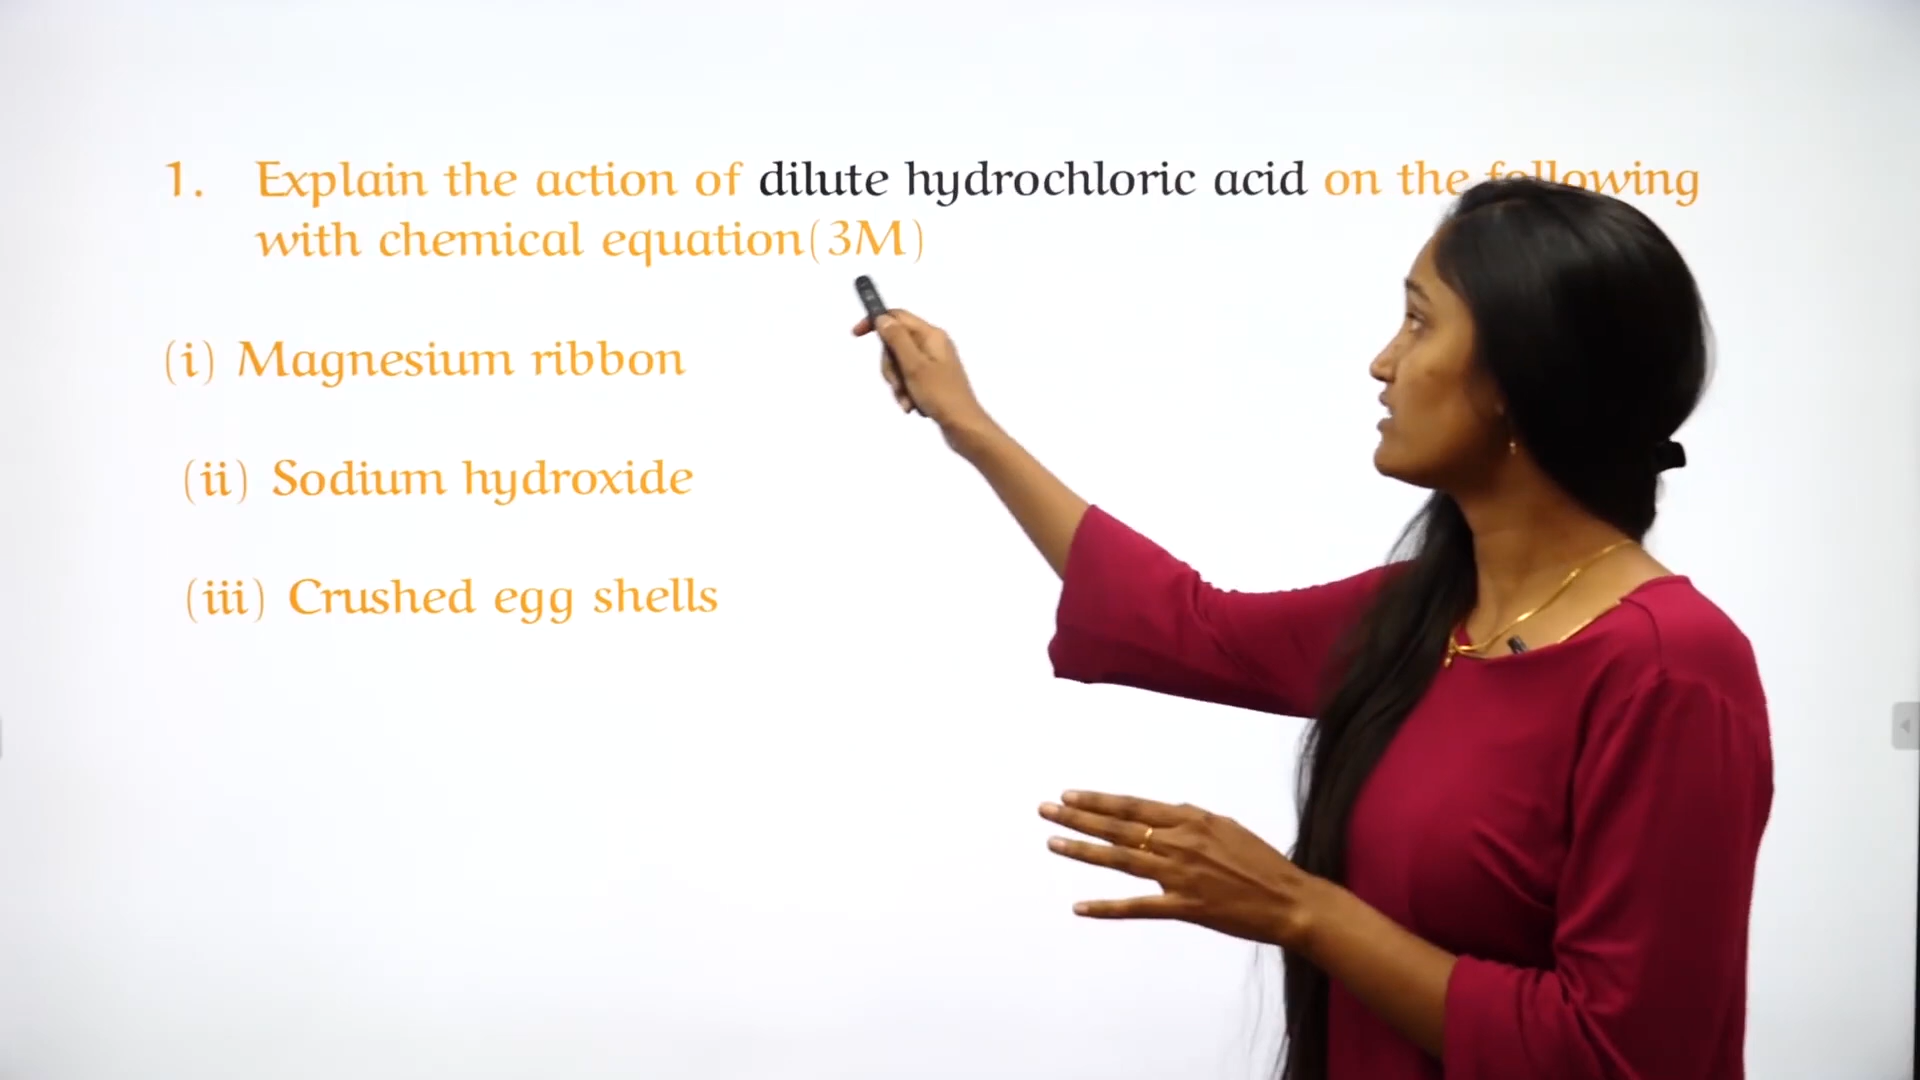 1. Explain the action of dilute hydrochloric acid on the following
with chemical equation(3M)
(i) Magnesium ribbon
(ii) Sodium hydroxide
(iii) Crushed egg shells